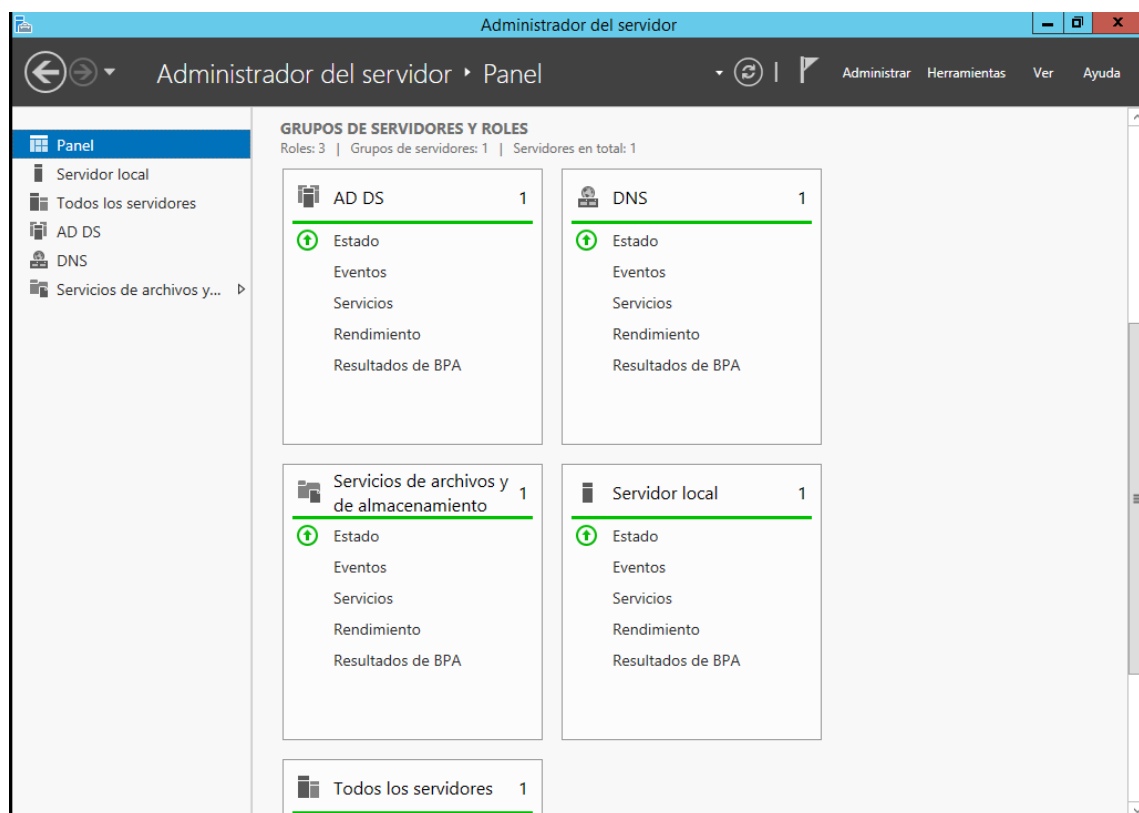 Administrador del servidor
Administrador del servidor ‣ Panel
Administrar Herramientas Ver Ayuda
Panel
Servidor local
Todos los servidores
AD DS
DNS
Servicios de archivos y...
GRUPOS DE SERVIDORES Y ROLES
Roles: 3 | Grupos de servidores: 1 | Servidores en total: 1
AD DS 1
Estado
Eventos
Servicios
Rendimiento
Resultados de BPA
DNS 1
Estado
Eventos
Servicios
Rendimiento
Resultados de BPA
Servicios de archivos y
de almacenamiento 1
Estado
Eventos
Servicios
Rendimiento
Resultados de BPA
Servidor local 1
Estado
Eventos
Servicios
Rendimiento
Resultados de BPA
Todos los servidores 1